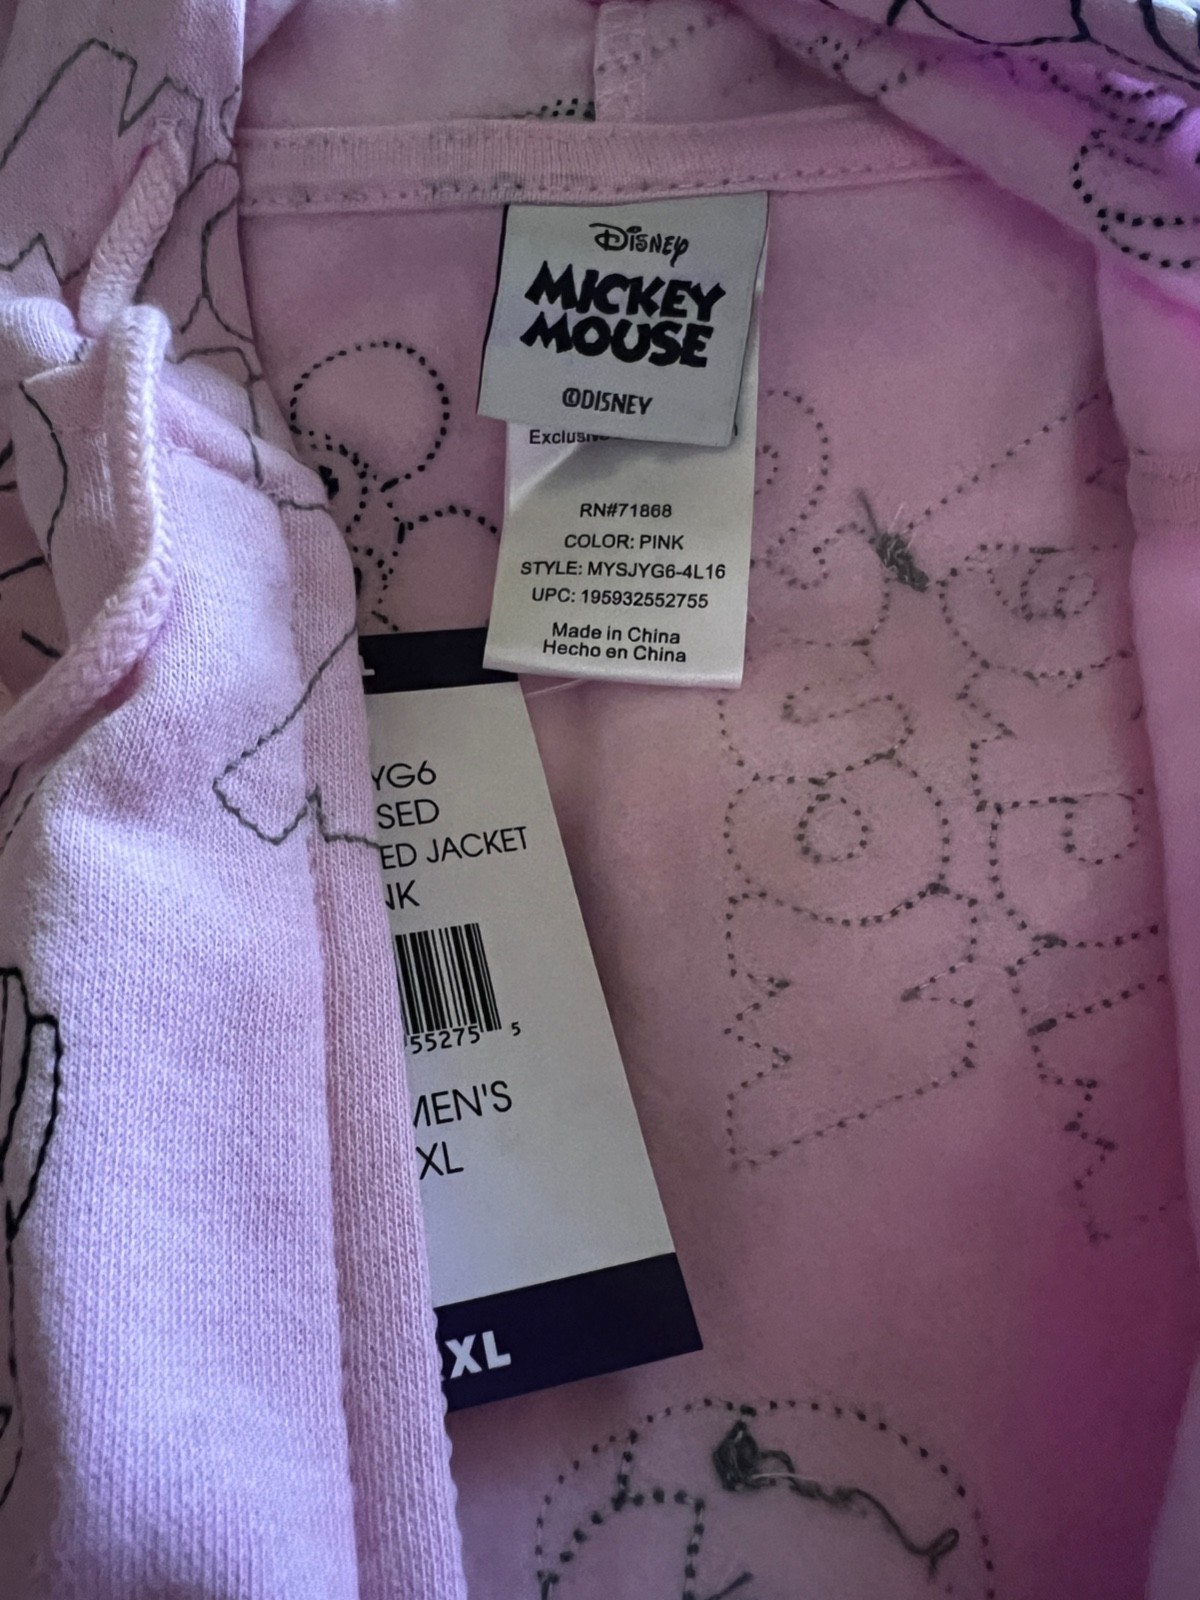 Disney
MICKEY
MOUSE
©DISNEY
RN#71868
COLOR: PINK
STYLE: MYSJYG6-4L16
UPC: 195932552755
Made in China
Hecho en China
YG6
SED
ED JACKET
NK
55275 5
MEN'S
XL
XL